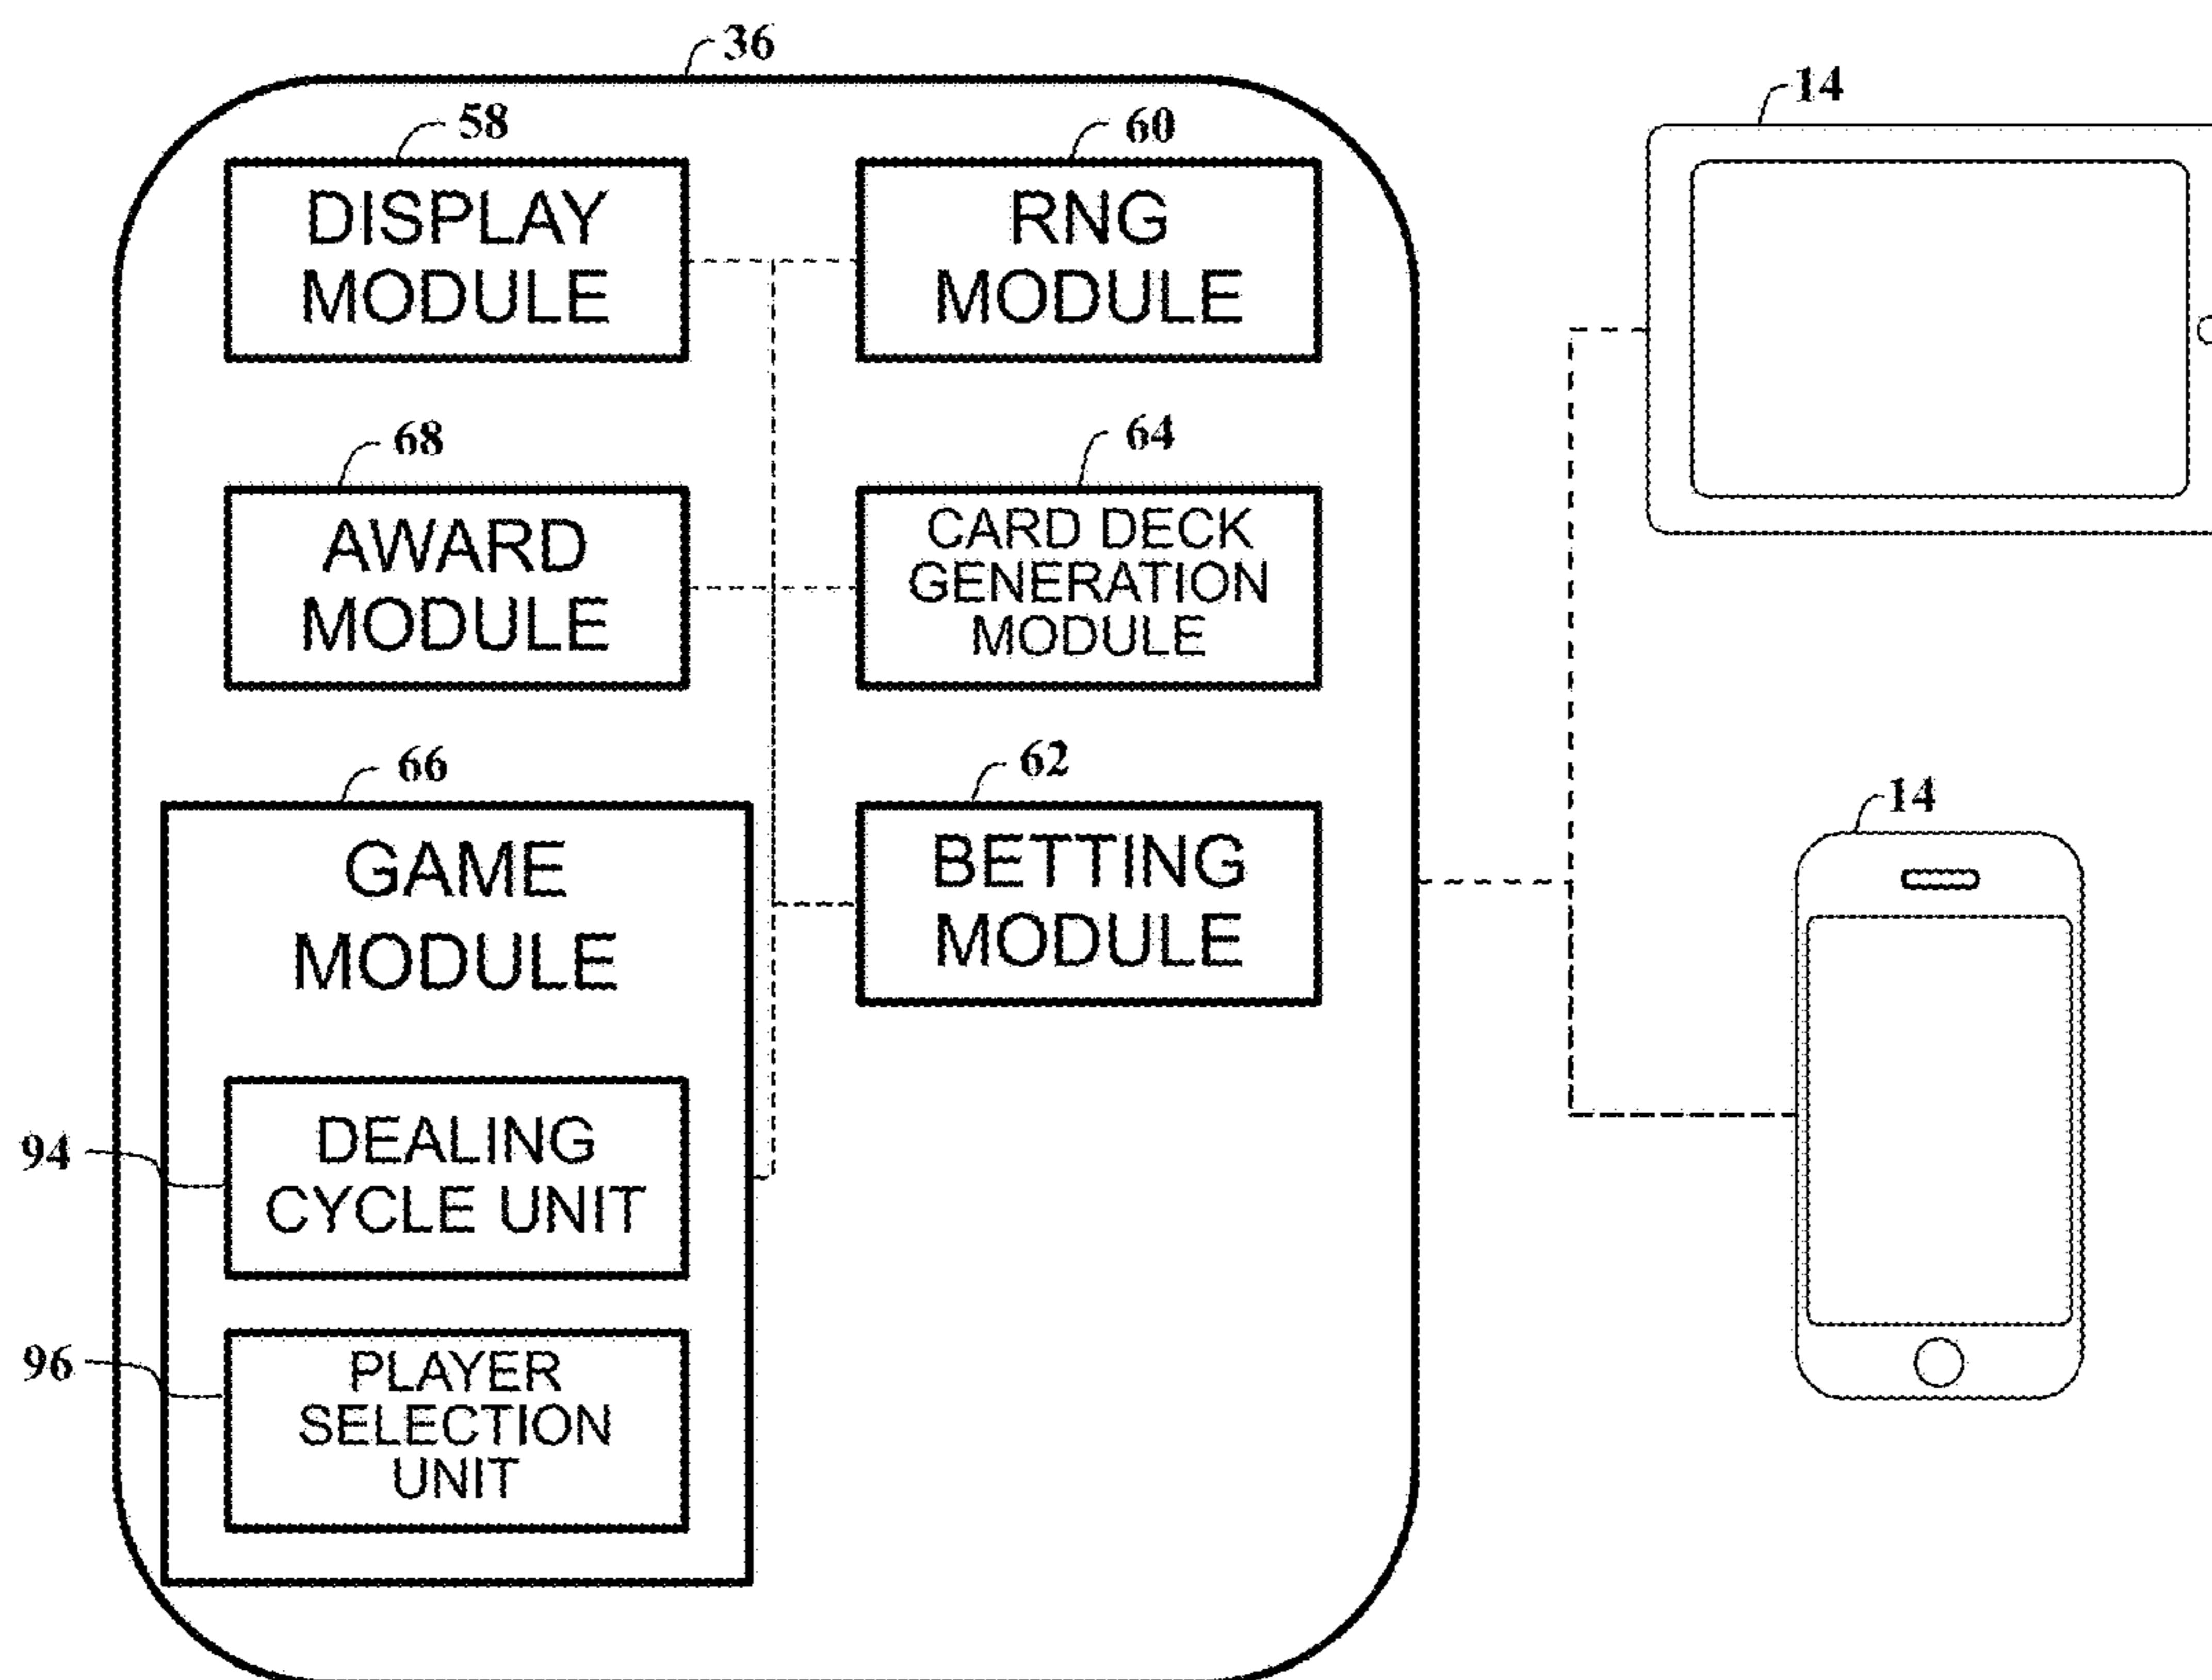 36
14
58
60
DISPLAY
MODULE
RNG
MODULE
68
64
AWARD
MODULE
CARD DECK
GENERATION
MODULE
66
62
14
GAME
MODULE
BETTING
MODULE
94
DEALING
CYCLE UNIT
96
PLAYER
SELECTION
UNIT